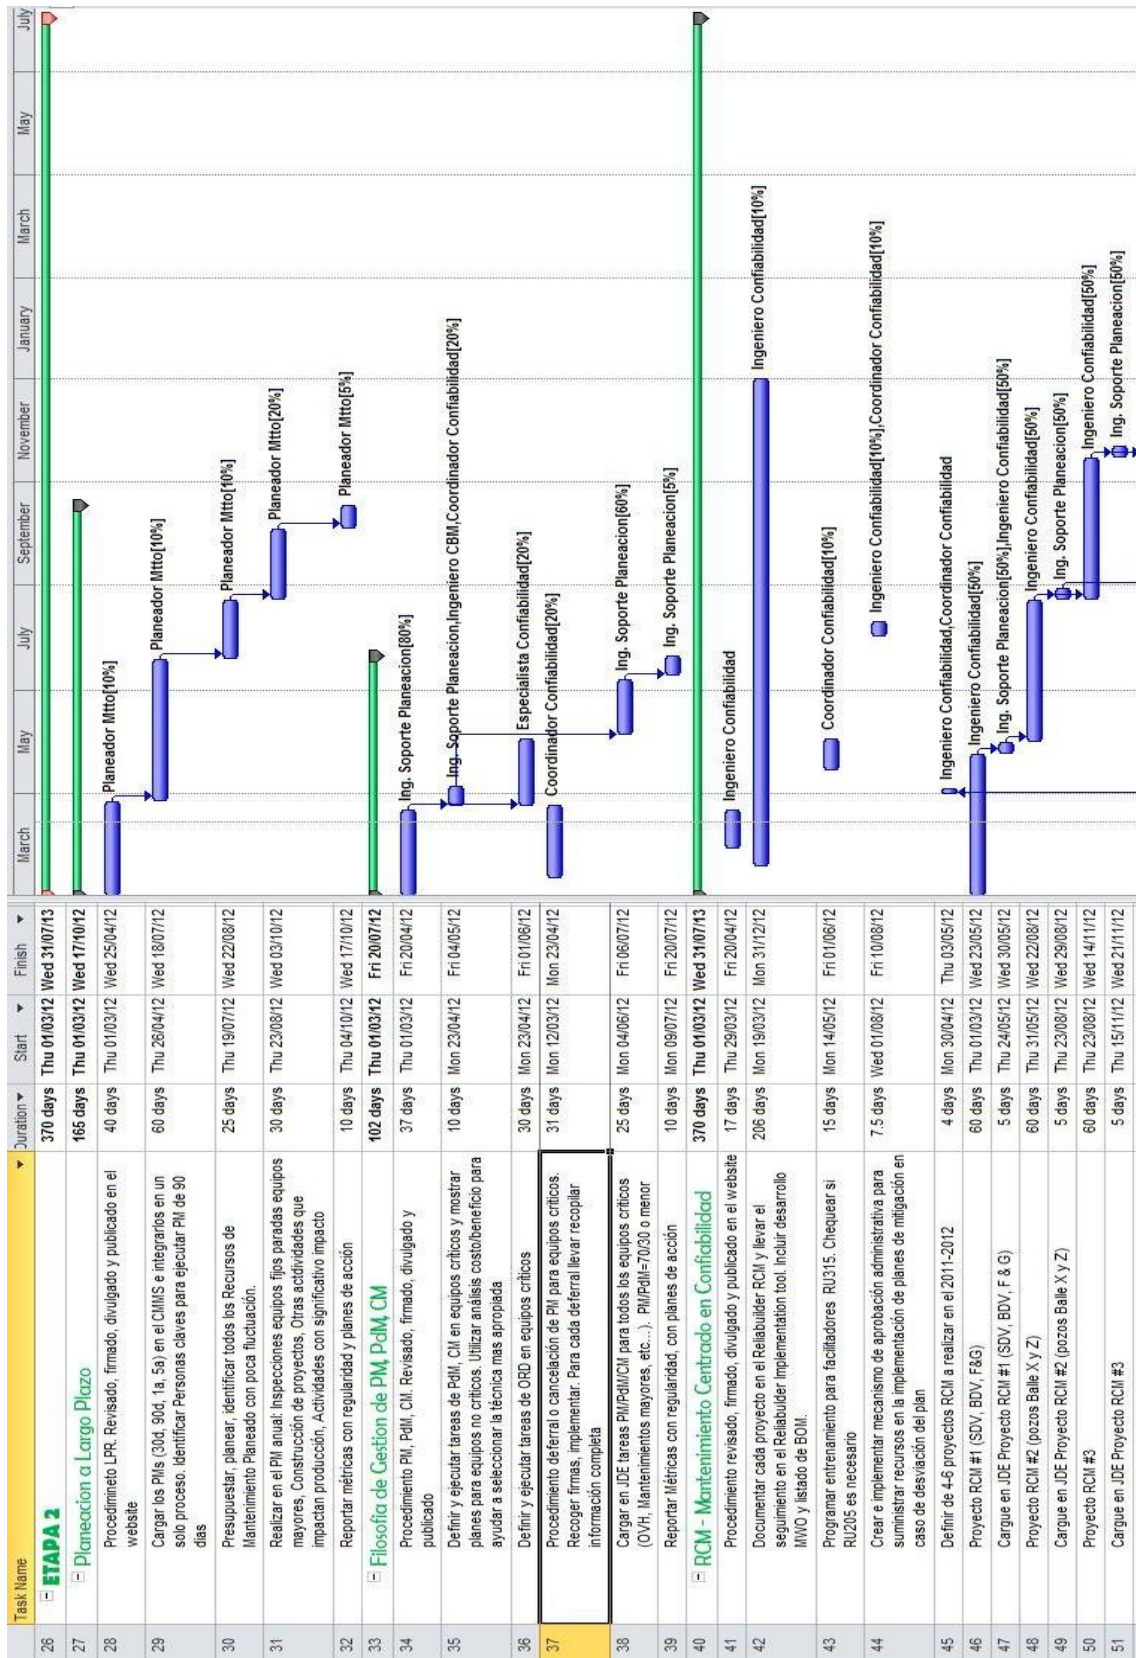 Task Name Duration Start Finish March May July September November January March May July
26 ETAPA 2 370 days Thu 01/03/12 Wed 31/07/13
27 Planeacion a Largo Plazo 165 days Thu 01/03/12 Wed 17/10/12
28 Procedimineto LPR. Revisado, firmado, divulgado y publicado en el 40 days Thu 01/03/12 Wed 25/04/12 Planeador Mtto[10%]
website
29 Cargar los PMs (30d, 90d, 1a, 5a) en el CMMS e integrarlos en un 60 days Thu 26/04/12 Wed 18/07/12 Planeador Mtto[10%]
solo proceso. Identificar Personas claves para ejecutar PM de 90
dias
30 Presupuestar, planear, identificar todos los Recursos de 25 days Thu 19/07/12 Wed 22/08/12 Planeador Mtto[10%]
Mantenimiento Planeado con poca fluctuación.
31 Realizar en el PM anual: Inspecciones equipos fijos paradas equipos 30 days Thu 23/08/12 Wed 03/10/12 Planeador Mtto[20%]
mayores, Construcción de proyectos, Otras actdividades que
impactan producción, Actividades con significativo impacto
32 Reportar métricas con regularidad y planes de acción 10 days Thu 04/10/12 Wed 17/10/12 Planeador Mtto[5%]
33 Filosofía de Gestion de PM, PdM, CM 102 days Thu 01/03/12 Fri 20/07/12
34 Procedimiento PM, PdM, CM. Revisado, firmado, divulgado y 37 days Thu 01/03/12 Fri 20/04/12 Ing. Soporte Planeacion[80%]
publicado
35 Definir y ejecutar tareas de PdM, CM en equipos críticos y mostrar 10 days Mon 23/04/12 Fri 04/05/12 Ing. Soporte Planeacion,Ingeniero CBM,Coordinador Confiabilidad[20%]
planes para equipos no críticos. Utilizar análisis costo/beneficio para
ayudar a seleccionar la técnica mas apropiada
36 Definir y ejecutar tareas de ORD en equipos críticos 30 days Mon 23/04/12 Fri 01/06/12 Especialista Confiabilidad[20%]
37 Procedimiento deferral o cancelación de PM para equipos críticos. 31 days Mon 12/03/12 Mon 23/04/12 Coordinador Confiabilidad[20%]
Recoger firmas, implementar. Para cada deferral llevar recopilar
información completa
38 Cargar en JDE tareas PM/PdM/CM para todos los equipos críticos 25 days Mon 04/06/12 Fri 06/07/12 Ing. Soporte Planeacion[60%]
(OVH, Mantenimientos mayores, etc...). PM/PdM=70/30 o menor
39 Reportar Métricas con regularidad, con planes de acción 10 days Mon 09/07/12 Fri 20/07/12 Ing. Soporte Planeacion[5%]
40 RCM - Mantenimiento Centrado en Confiabilidad 370 days Thu 01/03/12 Wed 31/07/13
41 Procedimiento revisado, firmado, divulgado y publicado en el website 17 days Thu 29/03/12 Fri 20/04/12 Ingeniero Confiabilidad
42 Documentar cada proyecto en el Reliabuilder RCM y llevar el 206 days Mon 19/03/12 Mon 31/12/12 Ingeniero Confiabilidad[10%]
seguimiento en el Reliabulder Implementation tool. Incluir desarrollo
MWO y listado de BOM.
43 Programar entrenamiento para facilitadores RU315. Chequear si 15 days Mon 14/05/12 Fri 01/06/12 Coordinador Confiabilidad[10%]
RU205 es necesario
44 Crear e implementar mecanismo de aprobación administrativa para 7.5 days Wed 01/08/12 Fri 10/08/12 Ingeniero Confiabilidad[10%],Coordinador Confiabilidad[10%]
suministrar recursos en la implementación de planes de mitigación en
caso de desviación del plan
45 Definir de 4-6 proyectos RCM a realizar en el 2011-2012 4 days Mon 30/04/12 Thu 03/05/12 Ingeniero Confiabilidad,Coordinador Confiabilidad
46 Proyecto RCM #1 (SDV, BDV, F&G) 60 days Thu 01/03/12 Wed 23/05/12 Ingeniero Confiabilidad[50%]
47 Cargue en JDE Proyecto RCM #1 (SDV, BDV, F & G) 5 days Thu 24/05/12 Wed 30/05/12 Ing. Soporte Planeacion[50%],Ingeniero Confiabilidad[50%]
48 Proyecto RCM #2 (pozos Balle X y Z) 60 days Thu 31/05/12 Wed 22/08/12 Ingeniero Confiabilidad[50%]
49 Cargue en JDE Proyecto RCM #2 (pozos Balle X y Z) 5 days Thu 23/08/12 Wed 29/08/12 Ing. Soporte Planeacion[50%]
50 Proyecto RCM #3 60 days Thu 23/08/12 Wed 14/11/12 Ingeniero Confiabilidad[50%]
51 Cargue en JDE Proyecto RCM #3 5 days Thu 15/11/12 Wed 21/11/12 Ing. Soporte Planeacion[50%]